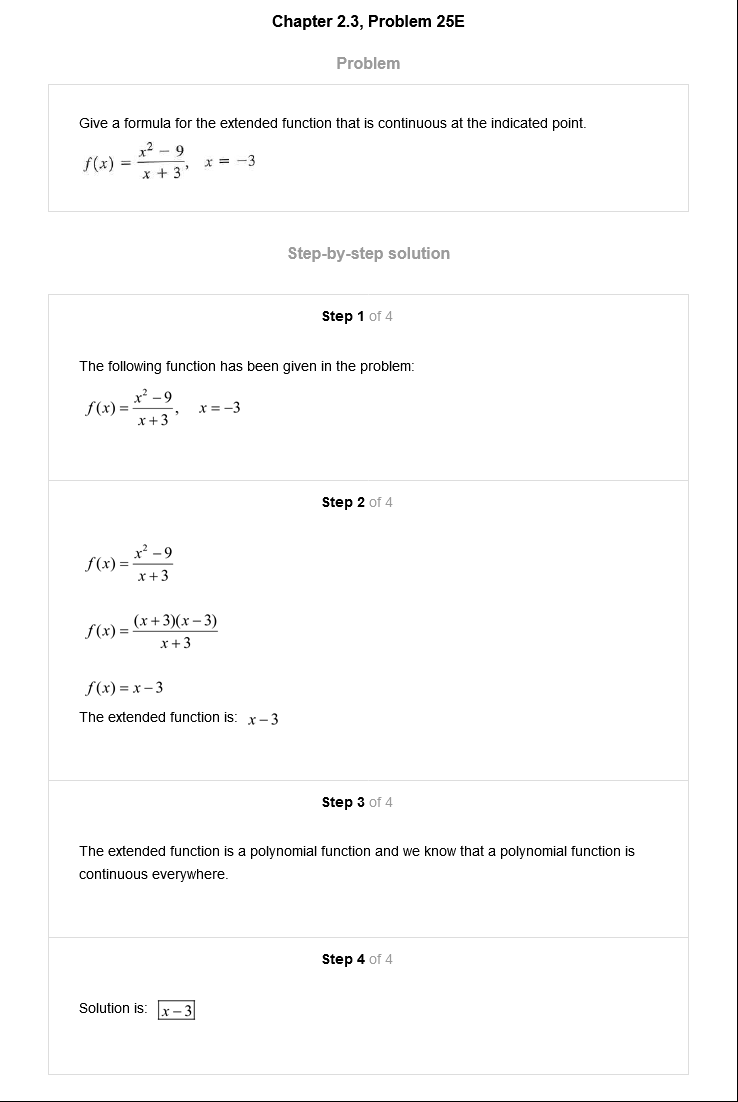 Chapter 2.3, Problem 25E
Problem
Give a formula for the extended function that is continuous at the indicated point.
f(x) = \frac{x^2 - 9}{x + 3}, x = -3
Step-by-step solution
Step 1 of 4
The following function has been given in the problem:
f(x) = \frac{x^2 - 9}{x + 3}, x = -3
Step 2 of 4
f(x) = \frac{x^2 - 9}{x + 3}
f(x) = \frac{(x + 3)(x - 3)}{x + 3}
f(x) = x - 3
The extended function is: x - 3
Step 3 of 4
The extended function is a polynomial function and we know that a polynomial function is
continuous everywhere.
Step 4 of 4
Solution is: x - 3